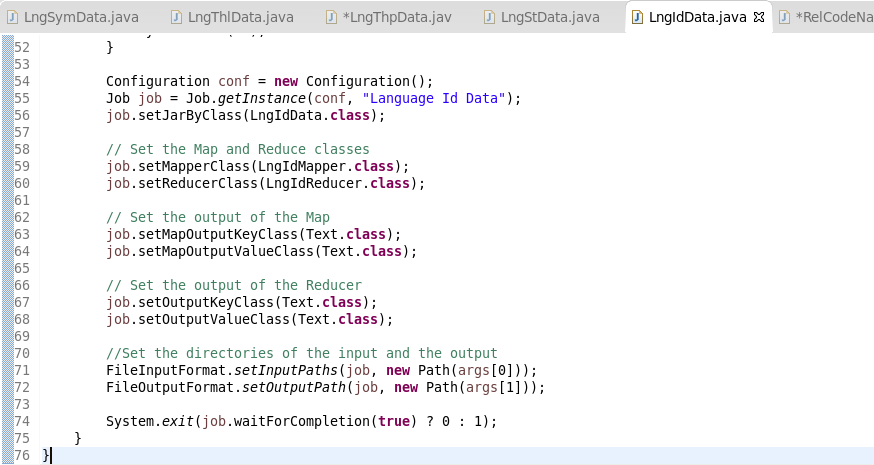 LngSymData.java LngThlData.java *LngThpData.jav LngStData.java LngIdData.java *RelCodeNa
52         }
53
54         Configuration conf = new Configuration();
55         Job job = Job.getInstance(conf, "Language Id Data");
56         job.setJarByClass(LngIdData.class);
57
58         // Set the Map and Reduce classes
59         job.setMapperClass(LngIdMapper.class);
60         job.setReducerClass(LngIdReducer.class);
61
62         // Set the output of the Map
63         job.setMapOutputKeyClass(Text.class);
64         job.setMapOutputValueClass(Text.class);
65
66         // Set the output of the Reducer
67         job.setOutputKeyClass(Text.class);
68         job.setOutputValueClass(Text.class);
69
70         //Set the directories of the input and the output
71         FileInputFormat.setInputPaths(job, new Path(args[0]));
72         FileOutputFormat.setOutputPath(job, new Path(args[1]));
73
74         System.exit(job.waitForCompletion(true) ? 0 : 1);
75     }
76 }